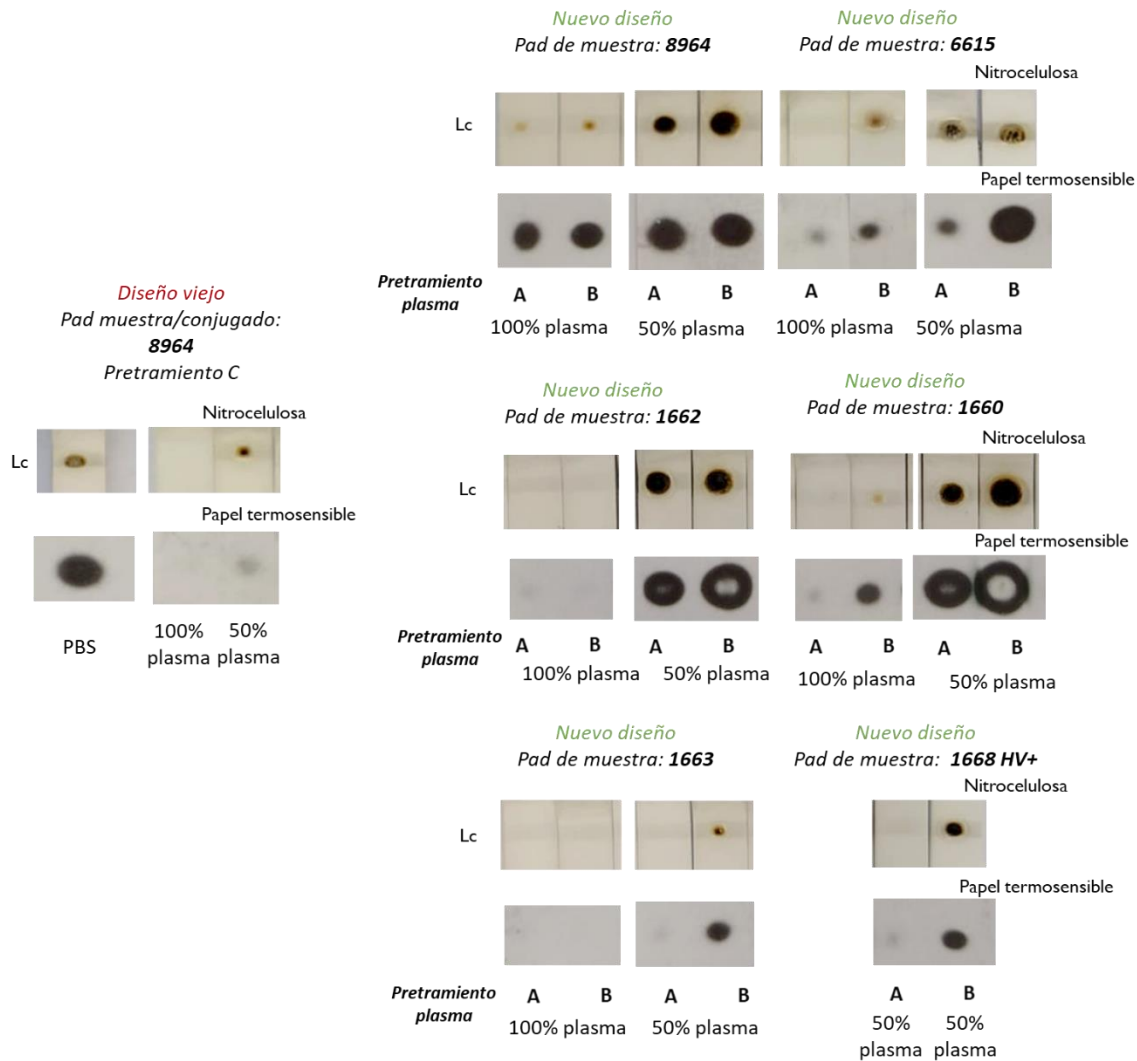 Nuevo diseño
Pad de muestra: 8964
Nuevo diseño
Pad de muestra: 6615
Nitrocelulosa
Lc
Papel termosensible
Pretramiento
plasma
A B A B A B A B
100% plasma 50% plasma 100% plasma 50% plasma
Diseño viejo
Pad muestra/conjugado:
8964
Pretramiento C
Nitrocelulosa
Lc
Papel termosensible
PBS
100%
plasma
50%
plasma
Nuevo diseño
Pad de muestra: 1662
Nuevo diseño
Pad de muestra: 1660
Nitrocelulosa
Lc
Papel termosensible
Pretramiento
plasma
A B A B A B A B
100% plasma 50% plasma 100% plasma 50% plasma
Nuevo diseño
Pad de muestra: 1663
Nuevo diseño
Pad de muestra: 1668 HV+
Nitrocelulosa
Lc
Papel termosensible
Pretramiento
plasma
A B A B A B
100% plasma 50% plasma
50%
plasma
50%
plasma